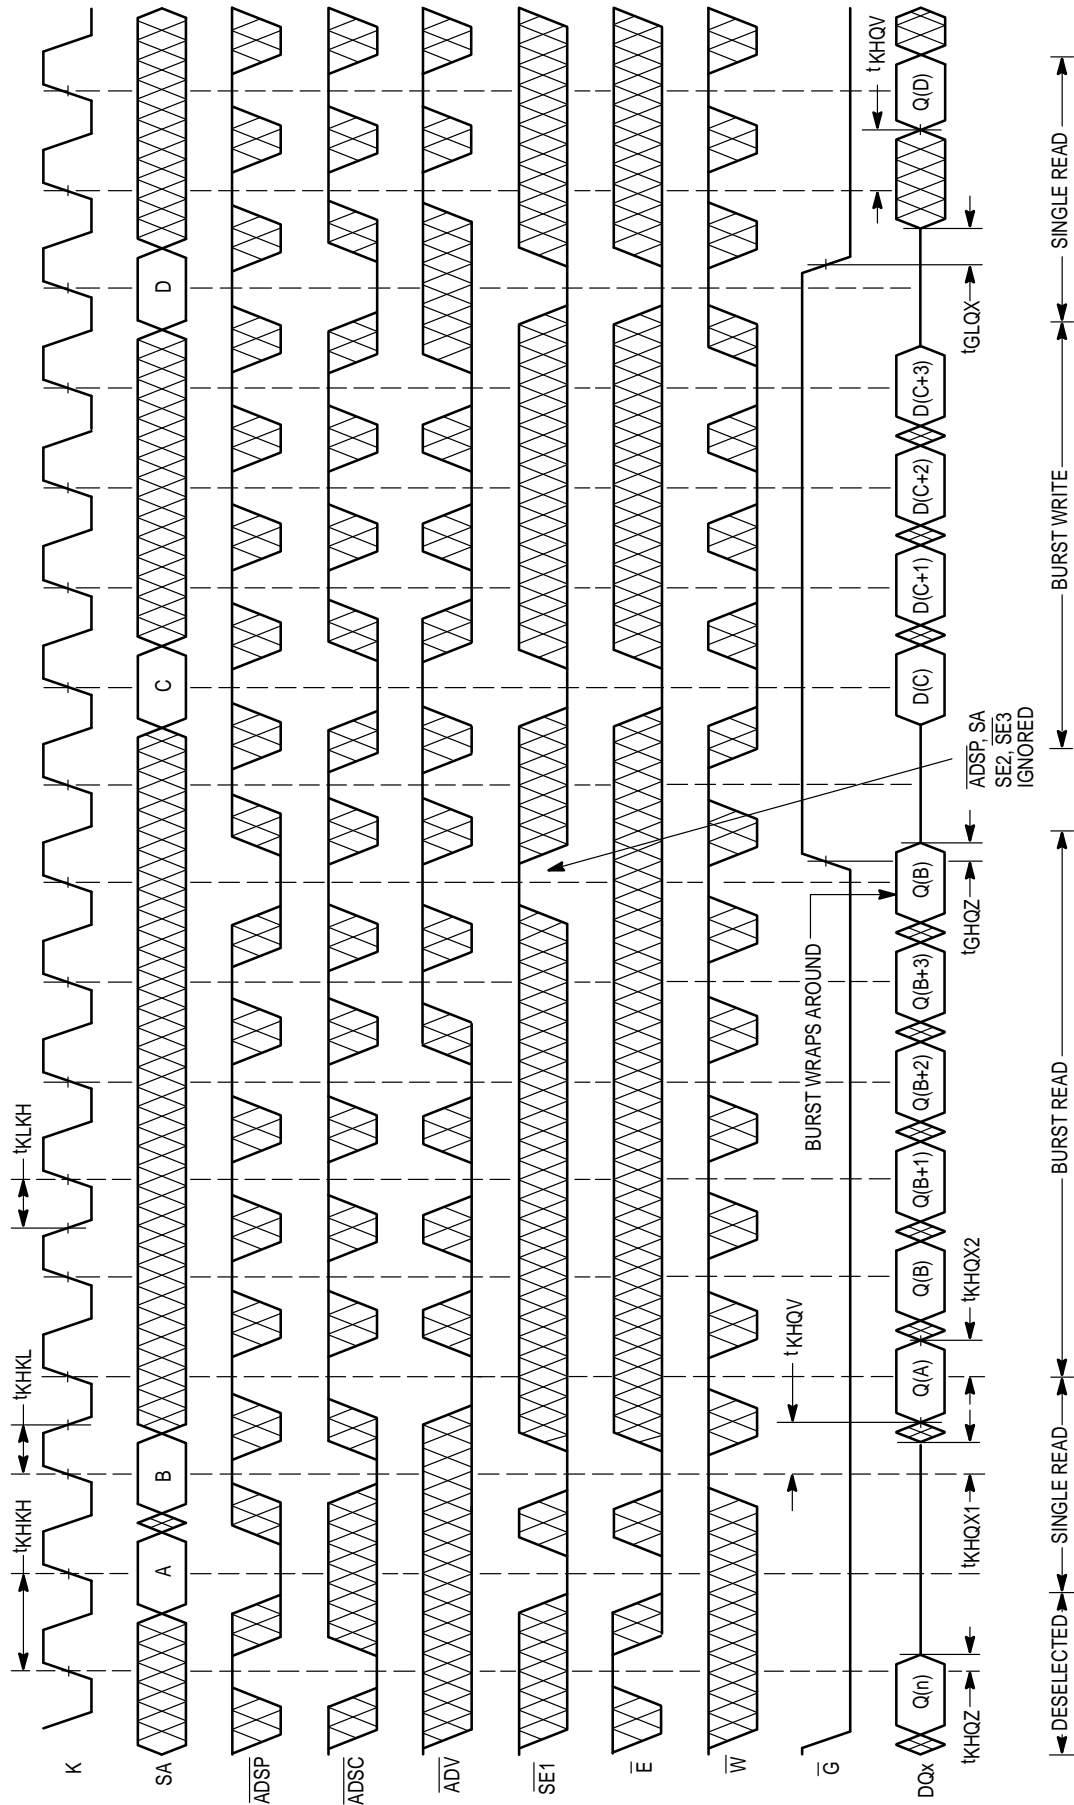 tKHKH
tKHKL
tKLKH
K
SA
A
B
C
D
ADSP
ADSC
ADV
SE1
E
W
G
tKHQV
BURST WRAPS AROUND
ADSP, SA
SE2, SE3
IGNORED
tKHQV
DQx
Q(n)
Q(A)
Q(B)
Q(B+1)
Q(B+2)
Q(B+3)
Q(B)
D(C)
D(C+1)
D(C+2)
D(C+3)
Q(D)
tKHQZ
tKHQX1
tKHQX2
tGHQZ
tGLQX
DESELECTED
SINGLE READ
BURST READ
BURST WRITE
SINGLE READ